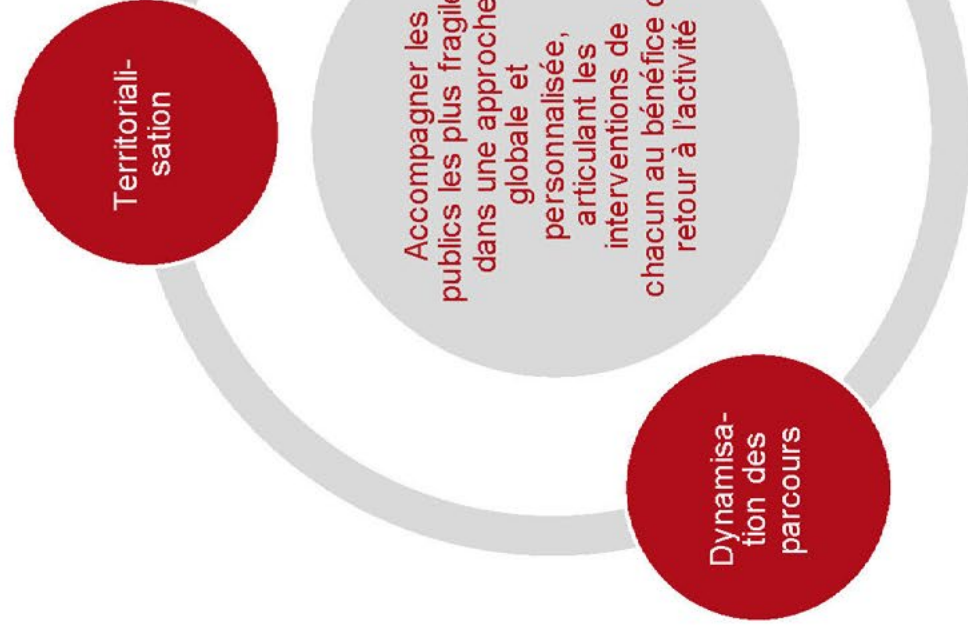 Territoriali-
sation
Accompagner les
publics les plus fragile
dans une approche
globale et
personnalisée,
articulant les
interventions de
chacun au bénéfice
retour à l'activité
Dynamisa-
tion des
parcours